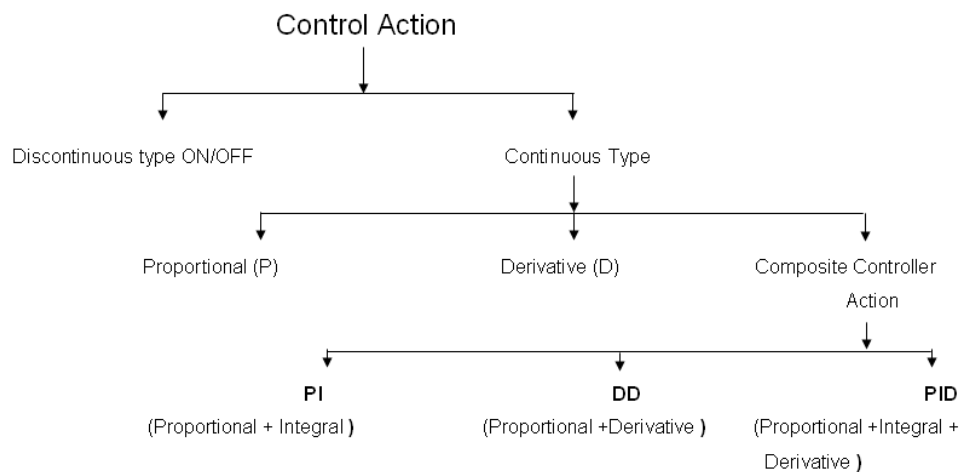 Control Action
Discontinuous type ON/OFF
Continuous Type
Proportional (P)
Derivative (D)
Composite Controller
Action
PI
(Proportional + Integral )
DD
(Proportional +Derivative )
PID
(Proportional +Integral +
Derivative )